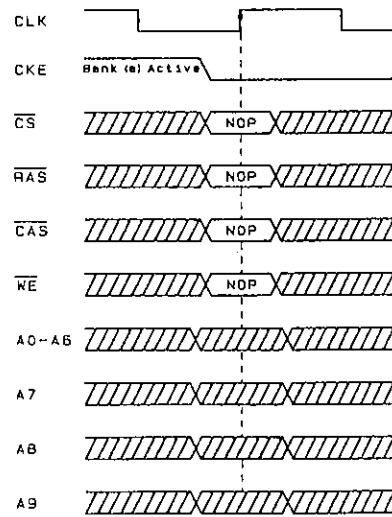 CLK
CKE Bank (a) Active
CS NOP
RAS NOP
CAS NOP
WE NOP
A0-A6
A7
A8
A9